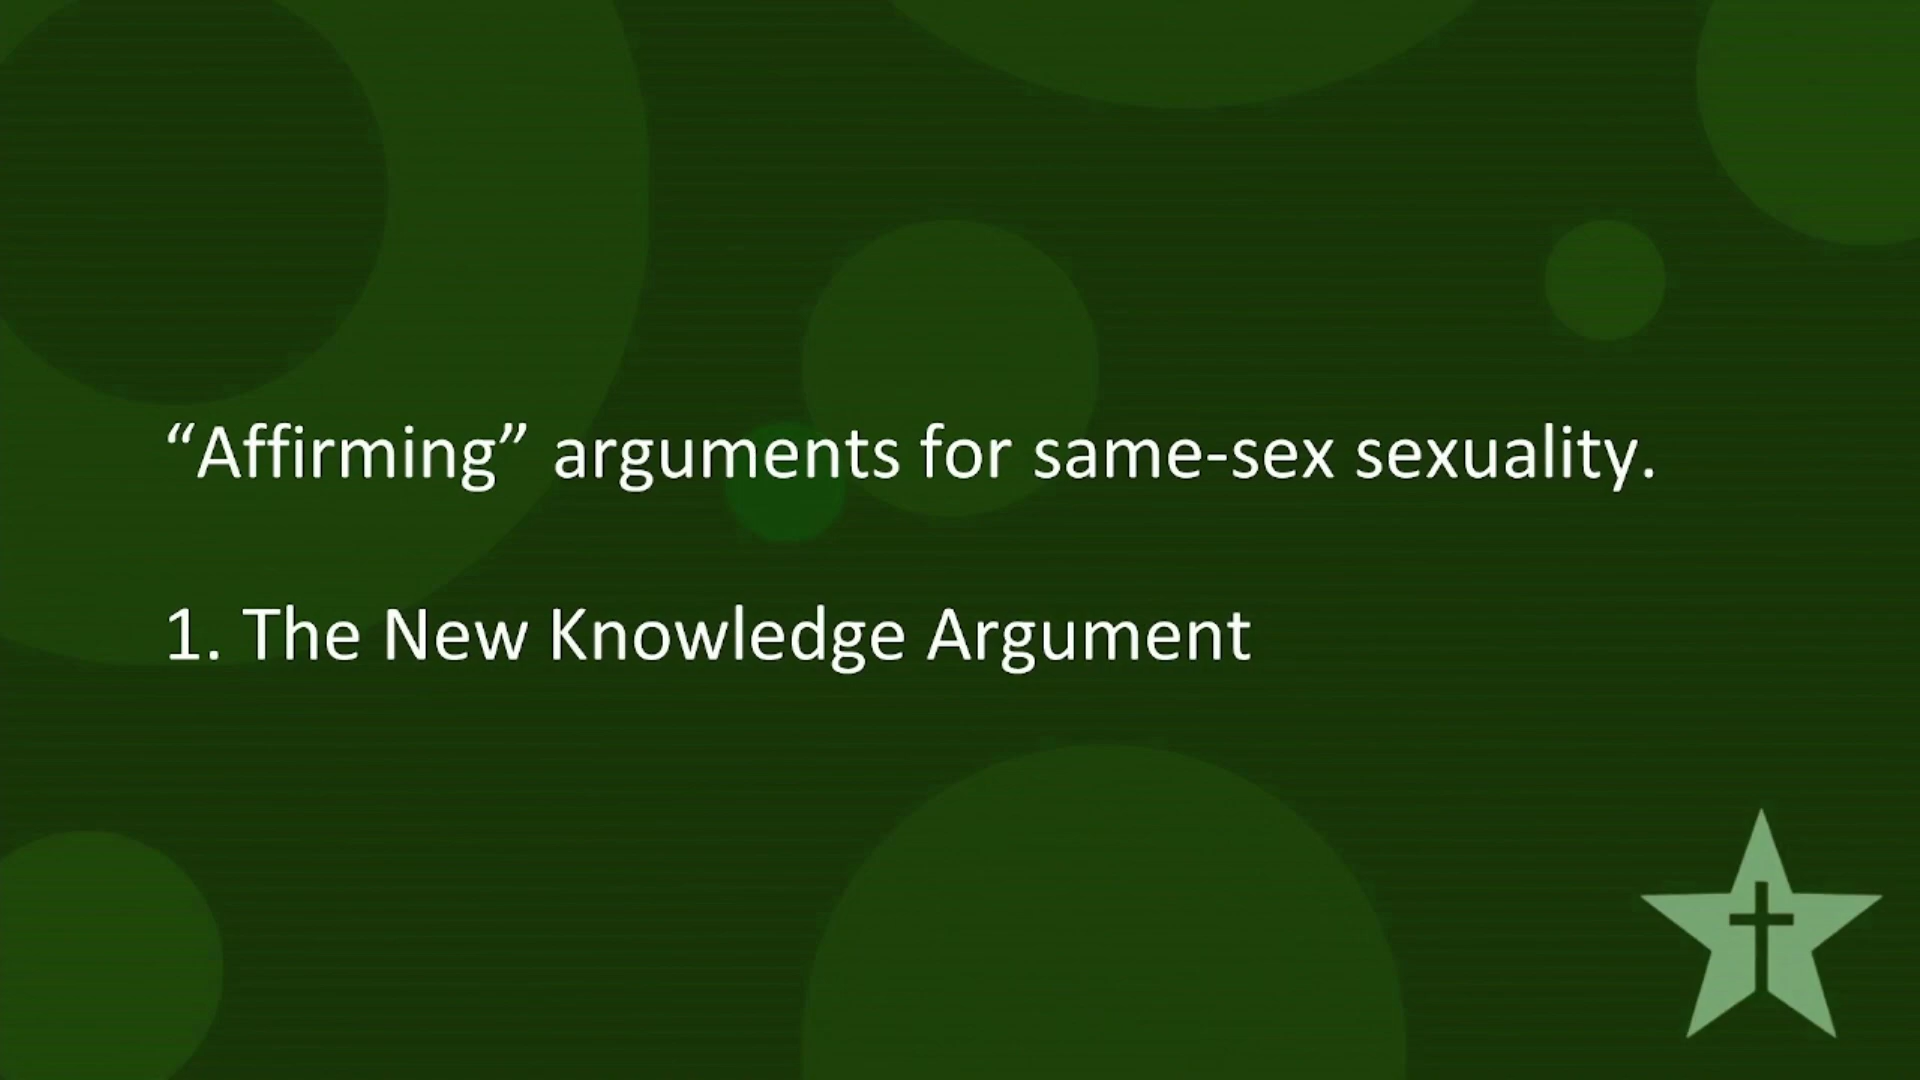 “Affirming” arguments for same-sex sexuality.
1. The New Knowledge Argument